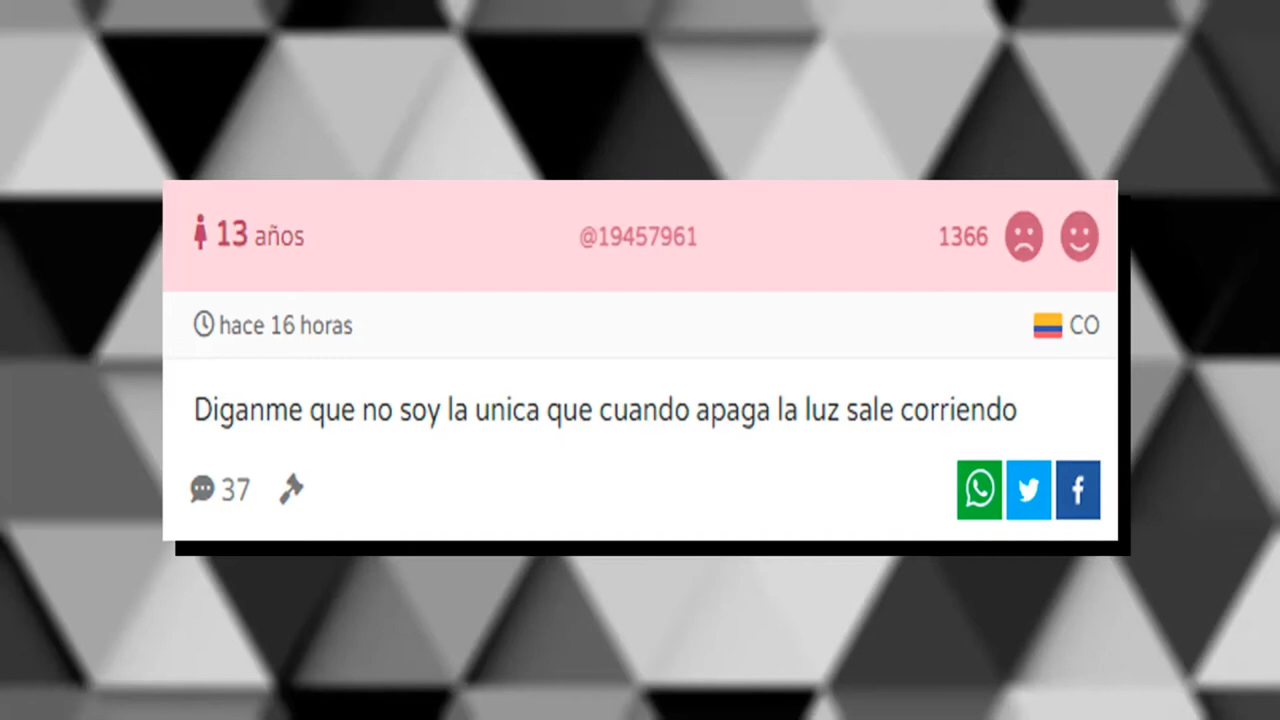 13 años @19457961 1366
hace 16 horas CO
Diganme que no soy la unica que cuando apaga la luz sale corriendo
37